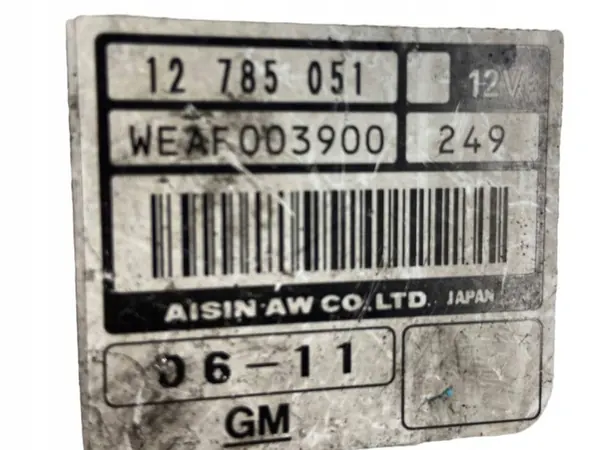 12 785 051 12V
WEAF003900 249
AISIN AW CO.,LTD. JAPAN
06-11
GM